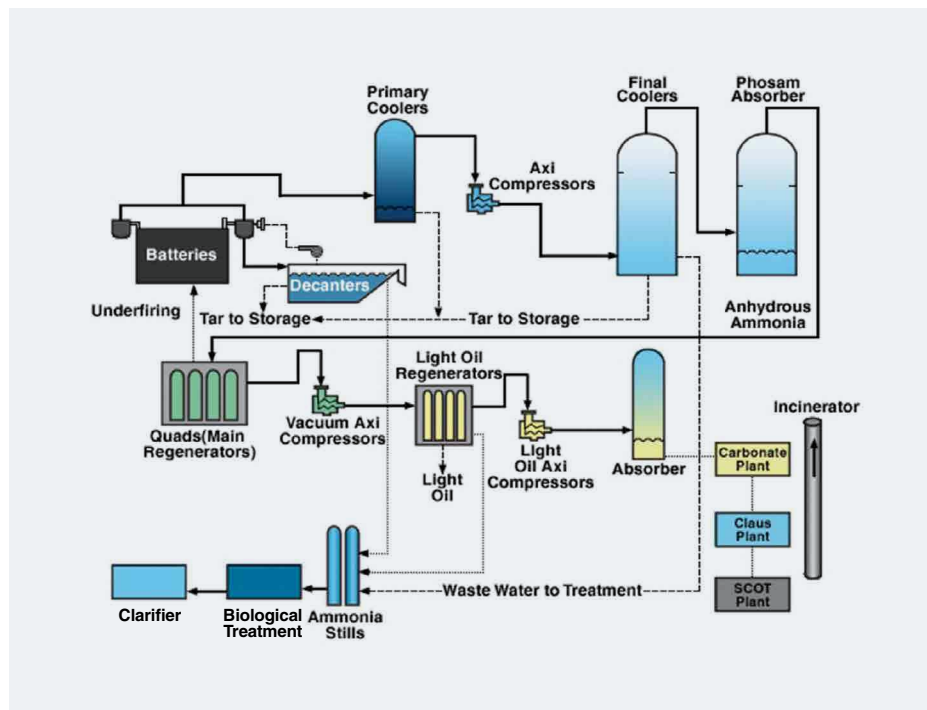 Primary
Coolers
Final
Coolers
Phosam
Absorber
Axi
Compressors
Batteries
Decanters
Underfiring
Tar to Storage
Tar to Storage
Anhydrous
Ammonia
Light Oil
Regenerators
Quads(Main
Regenerators)
Vacuum Axi
Compressors
Light
Oil
Light
Oil Axi
Compressors
Absorber
Incinerator
Carbonate
Plant
Claus
Plant
SCOT
Plant
Waste Water to Treatment
Clarifier
Biological
Treatment
Ammonia
Stills